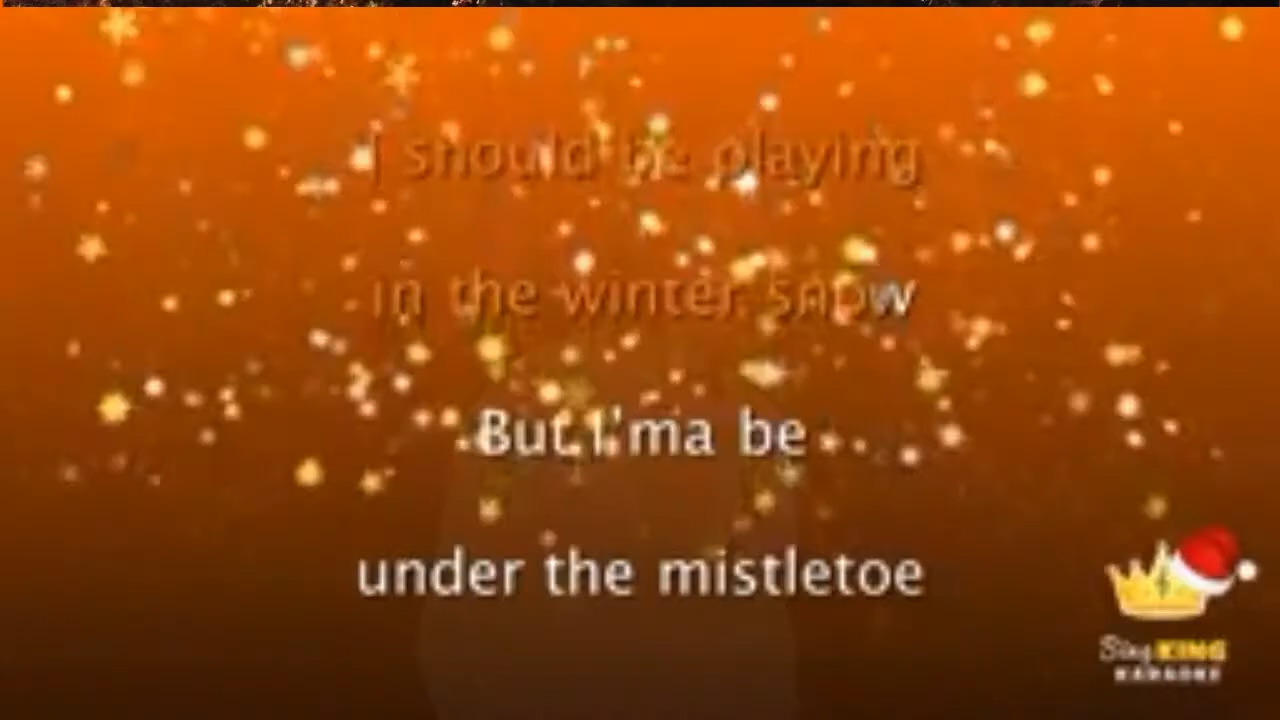 I should be playing
in the winter snow
But I'ma be
under the mistletoe
Sing KING
KARAOKE